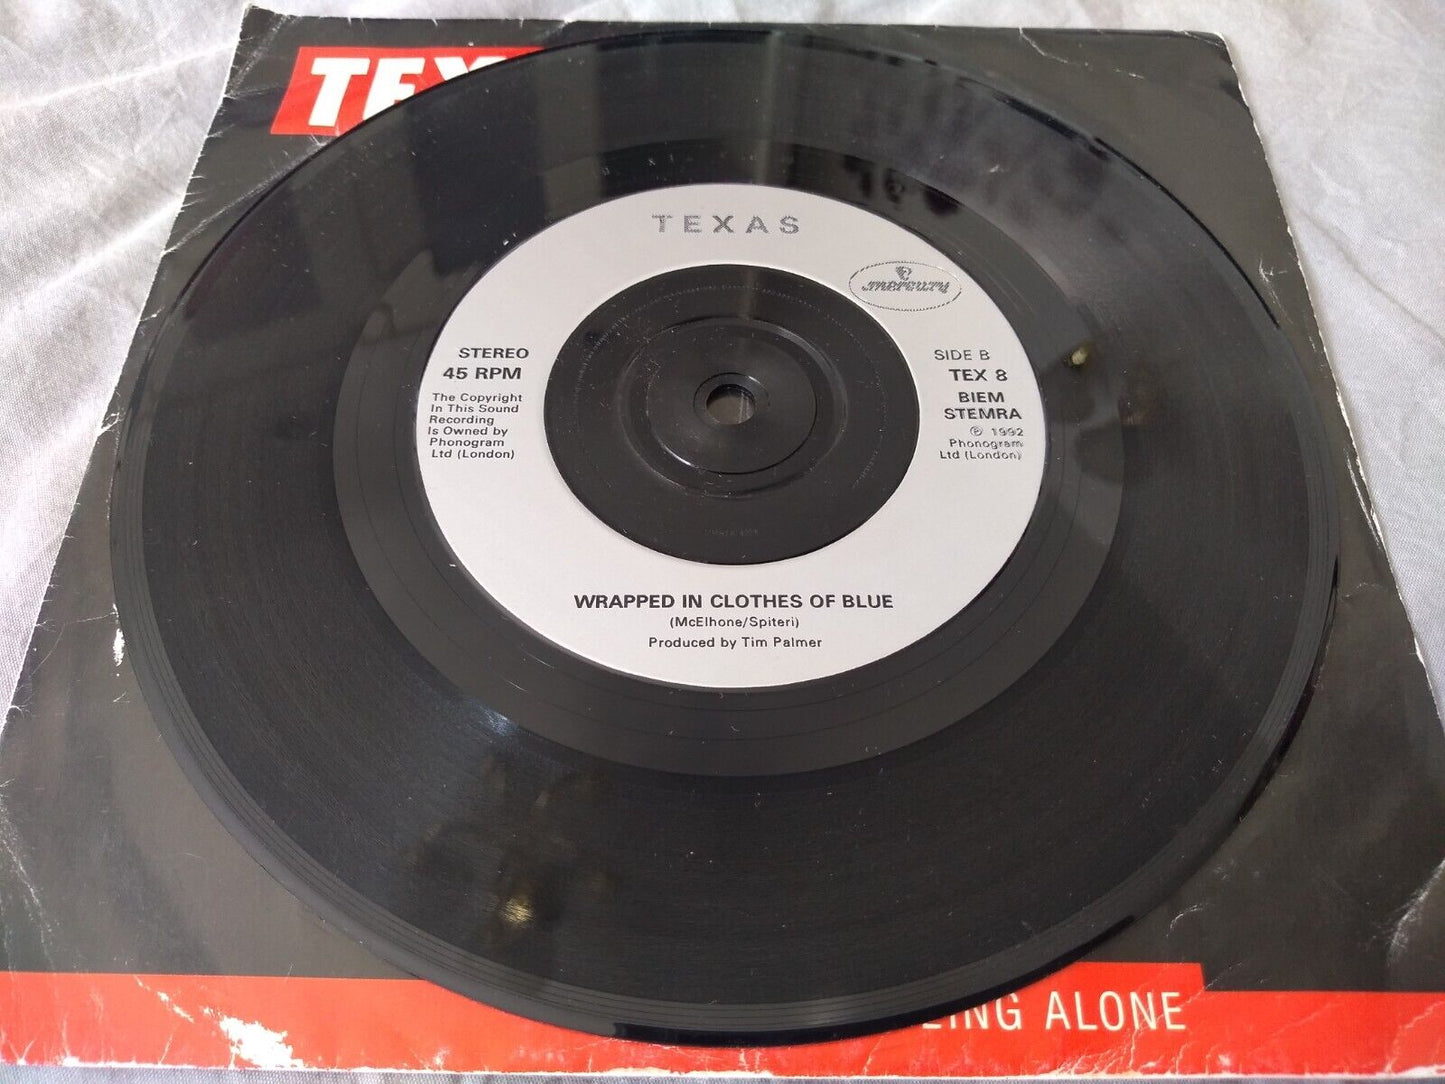 TEX
TEXAS
mercury
STEREO
45 RPM
The Copyright
In This Sound
Recording
Is Owned by
Phonogram
Ltd (London)
SIDE B
TEX 8
BIEM
STEMRA
℗ 1992
Phonogram
Ltd (London)
WRAPPED IN CLOTHES OF BLUE
(McElhone/Spiteri)
Produced by Tim Palmer
ING ALONE